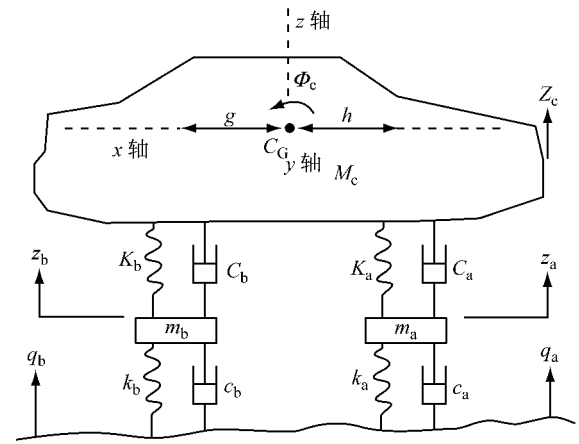 z 轴
Φc
Zc
g
h
x 轴
CG
y 轴
Mc
zb
Kb
Cb
Ka
Ca
za
mb
ma
qb
kb
cb
ka
ca
qa